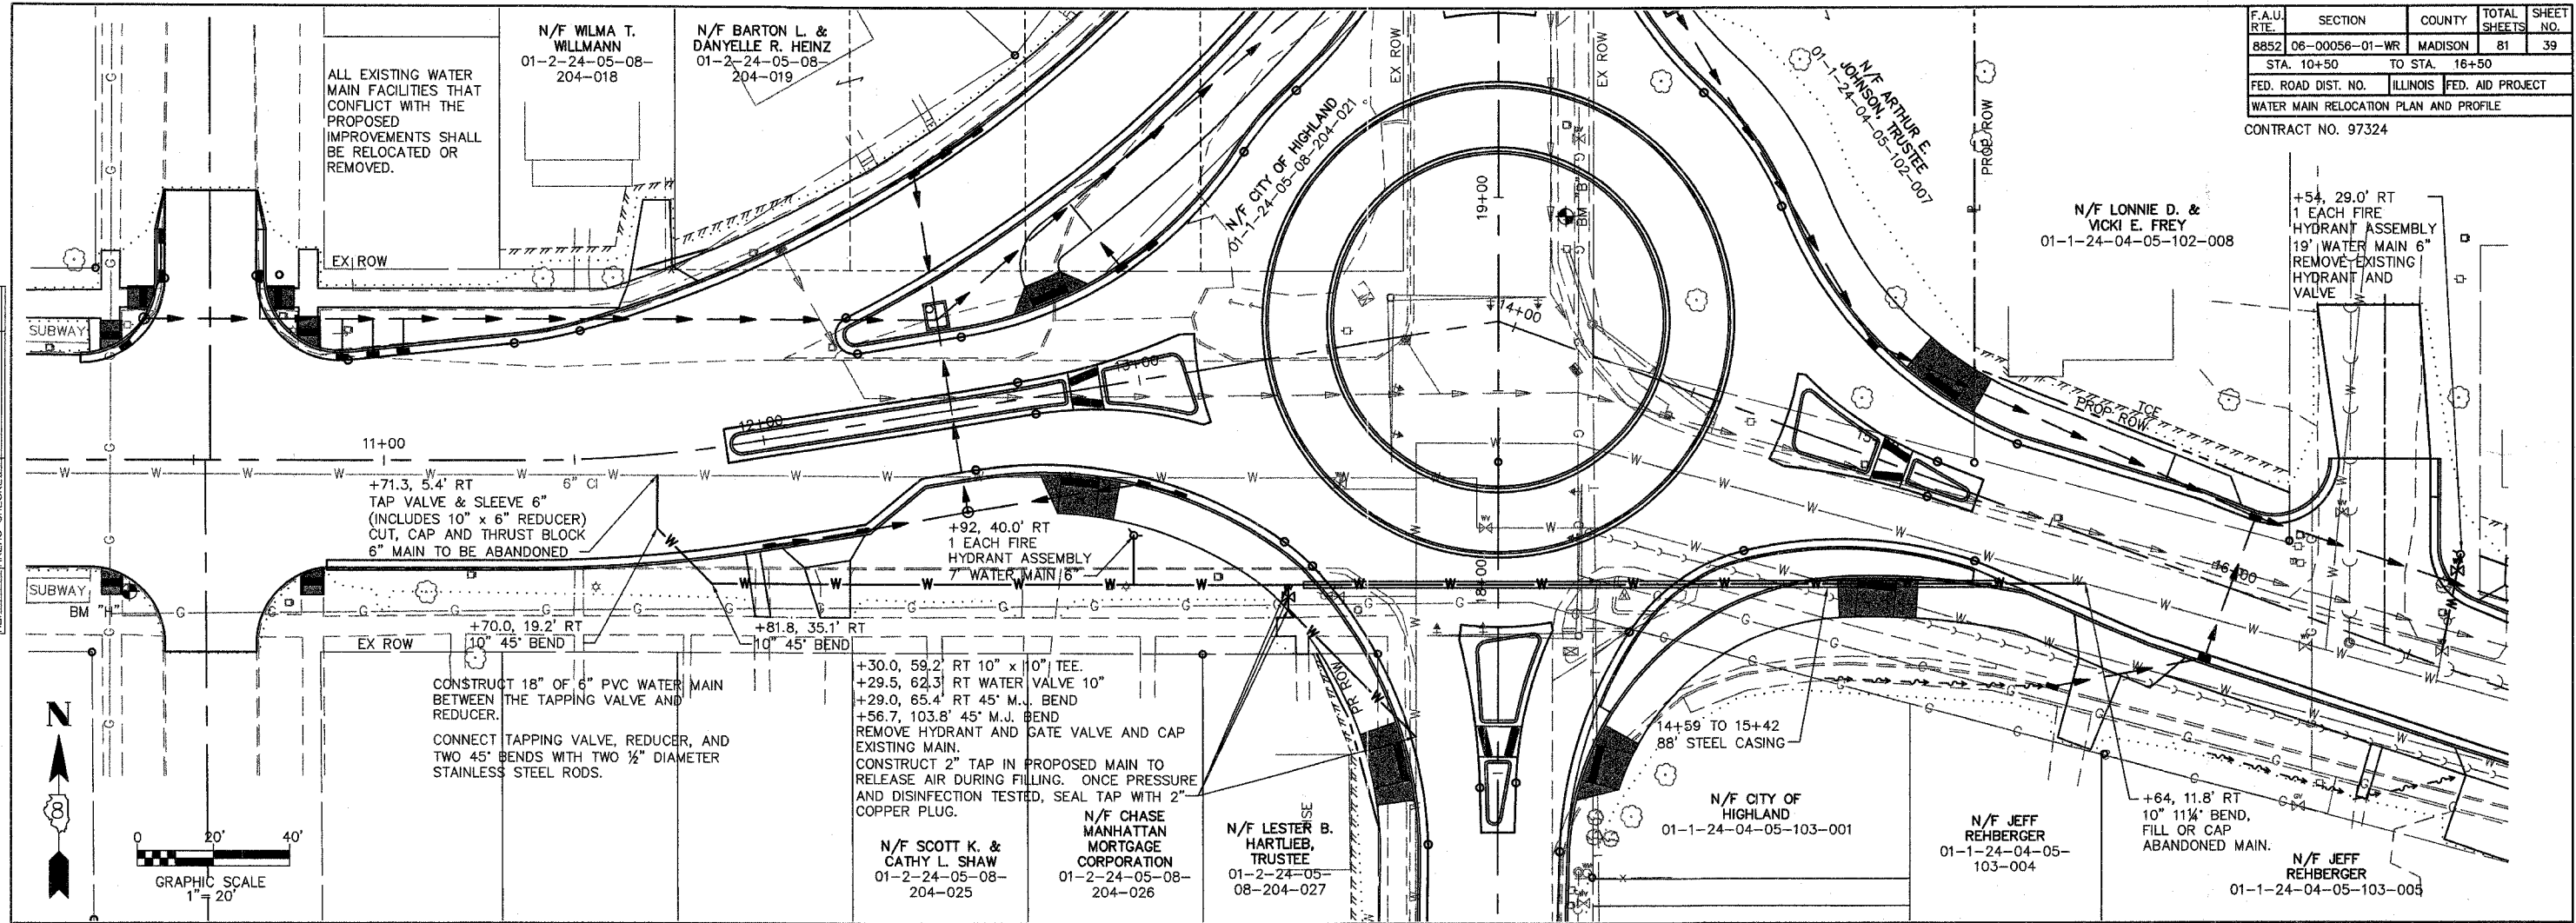 F.A.U. RTE. SECTION COUNTY TOTAL SHEETS SHEET NO.
8852 06-00056-01-WR MADISON 81 39
STA. 10+50 TO STA. 16+50
FED. ROAD DIST. NO. ILLINOIS FED. AID PROJECT
WATER MAIN RELOCATION PLAN AND PROFILE
CONTRACT NO. 97324
N/F WILMA T.
WILLMANN
01-2-24-05-08-
204-018
N/F BARTON L. &
DANYELLE R. HEINZ
01-2-24-05-08-
204-019
ALL EXISTING WATER
MAIN FACILITIES THAT
CONFLICT WITH THE
PROPOSED
IMPROVEMENTS SHALL
BE RELOCATED OR
REMOVED.
N/F CITY OF HIGHLAND
01-1-24-05-08-204-021
EX ROW
EX ROW
BM "B"
19+00
N/F ARTHUR E.
JOHNSON, TRUSTEE
01-1-24-04-05-102-007
PROP ROW
N/F LONNIE D. &
VICKI E. FREY
01-1-24-04-05-102-008
+54, 29.0' RT
1 EACH FIRE
HYDRANT ASSEMBLY
19' WATER MAIN 6"
REMOVE EXISTING
HYDRANT AND
VALVE
EX ROW
SUBWAY
14+00
13+00
12+00
11+00
TCE
PROP ROW
15
16+00
18+00
6" CI
+71.3, 5.4' RT
TAP VALVE & SLEEVE 6"
(INCLUDES 10" x 6" REDUCER)
CUT, CAP AND THRUST BLOCK
6" MAIN TO BE ABANDONED
+92, 40.0' RT
1 EACH FIRE
HYDRANT ASSEMBLY
7' WATER MAIN 6"
SUBWAY
BM "H"
EX ROW
+70.0, 19.2' RT
10" 45° BEND
+81.8, 35.1' RT
10" 45° BEND
CONSTRUCT 18" OF 6" PVC WATER MAIN
BETWEEN THE TAPPING VALVE AND
REDUCER.
CONNECT TAPPING VALVE, REDUCER, AND
TWO 45° BENDS WITH TWO ½" DIAMETER
STAINLESS STEEL RODS.
+30.0, 59.2' RT 10" x 10" TEE.
+29.5, 62.3' RT WATER VALVE 10"
+29.0, 65.4' RT 45° M.J. BEND
+56.7, 103.8' 45° M.J. BEND
REMOVE HYDRANT AND GATE VALVE AND CAP
EXISTING MAIN.
CONSTRUCT 2" TAP IN PROPOSED MAIN TO
RELEASE AIR DURING FILLING. ONCE PRESSURE
AND DISINFECTION TESTED, SEAL TAP WITH 2"
COPPER PLUG.
PR ROW
14+59 TO 15+42
88' STEEL CASING
+64, 11.8' RT
10" 11¼° BEND,
FILL OR CAP
ABANDONED MAIN.
N/F SCOTT K. &
CATHY L. SHAW
01-2-24-05-08-
204-025
N/F CHASE
MANHATTAN
MORTGAGE
CORPORATION
01-2-24-05-08-
204-026
N/F LESTER B.
HARTLIEB,
TRUSTEE
01-2-24-05-
08-204-027
N/F CITY OF
HIGHLAND
01-1-24-04-05-103-001
N/F JEFF
REHBERGER
01-1-24-04-05-
103-004
N/F JEFF
REHBERGER
01-1-24-04-05-103-005
N
8
0 20' 40'
GRAPHIC SCALE
1"= 20'